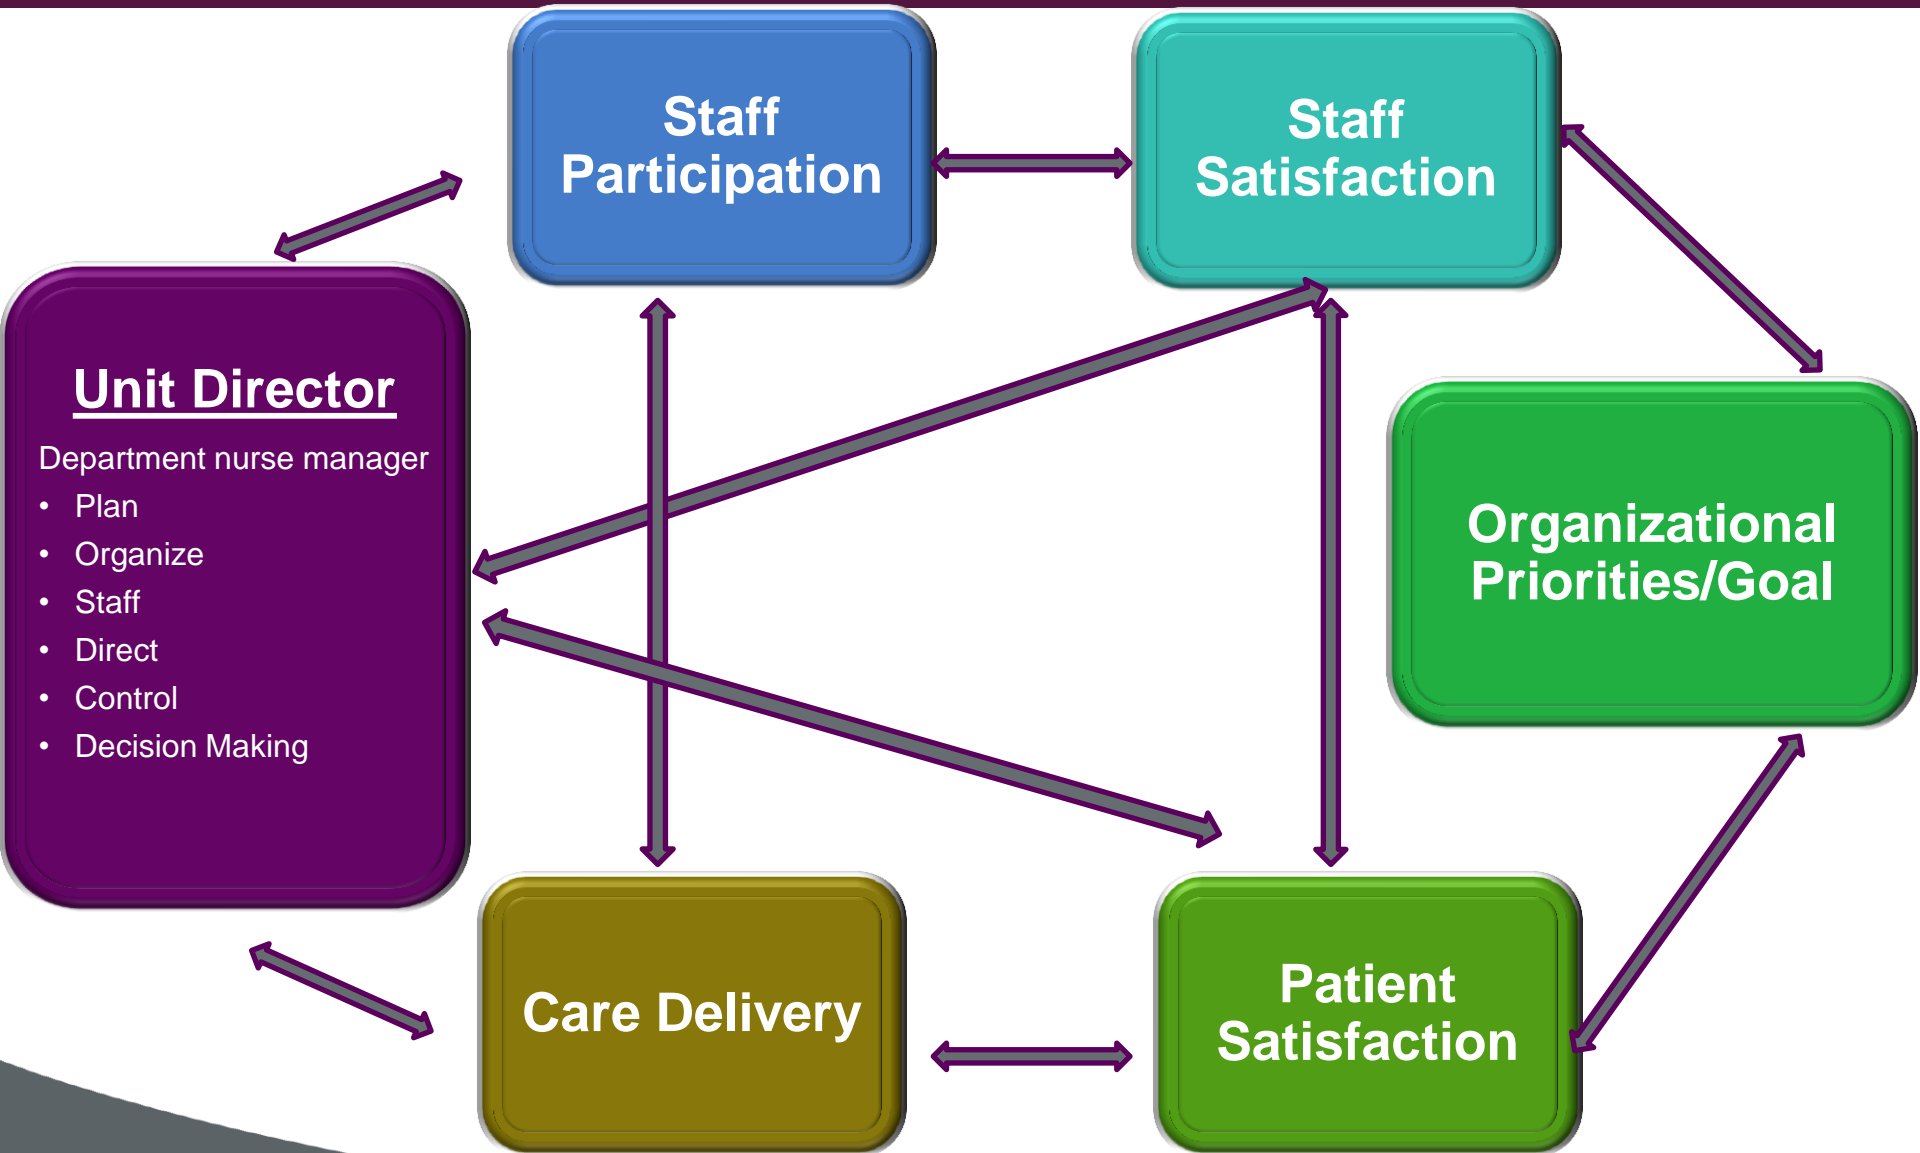 Staff
Participation
Staff
Satisfaction
Unit Director
Department nurse manager
• Plan
• Organize
• Staff
• Direct
• Control
• Decision Making
Organizational
Priorities/Goal
Care Delivery
Patient
Satisfaction